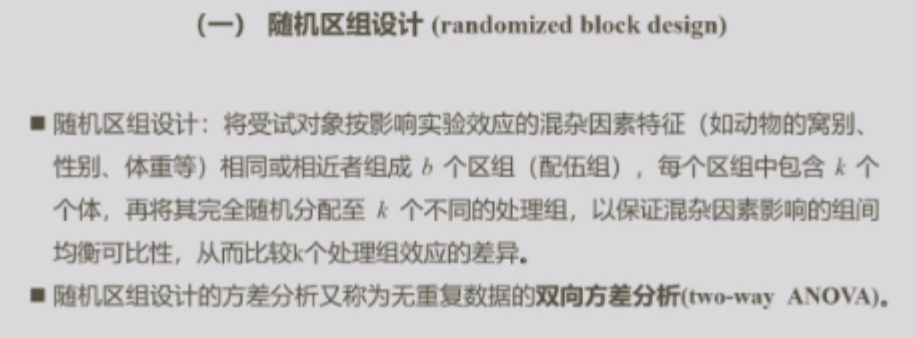 (一) 随机区组设计 (randomized block design)
■ 随机区组设计：将受试对象按影响实验效应的混杂因素特征（如动物的窝别、
性别、体重等）相同或相近者组成 b 个区组（配伍组），每个区组中包含 k 个
个体，再将其完全随机分配至 k 个不同的处理组，以保证混杂因素影响的组间
均衡可比性，从而比较k个处理组效应的差异。
■ 随机区组设计的方差分析又称为无重复数据的双向方差分析(two-way ANOVA)。